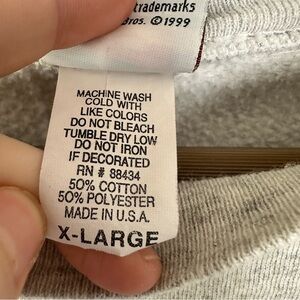 trademarks
Bros. © 1999
MACHINE WASH
COLD WITH
LIKE COLORS
DO NOT BLEACH
TUMBLE DRY LOW
DO NOT IRON
IF DECORATED
RN # 88434
50% COTTON
50% POLYESTER
MADE IN U.S.A.
X-LARGE